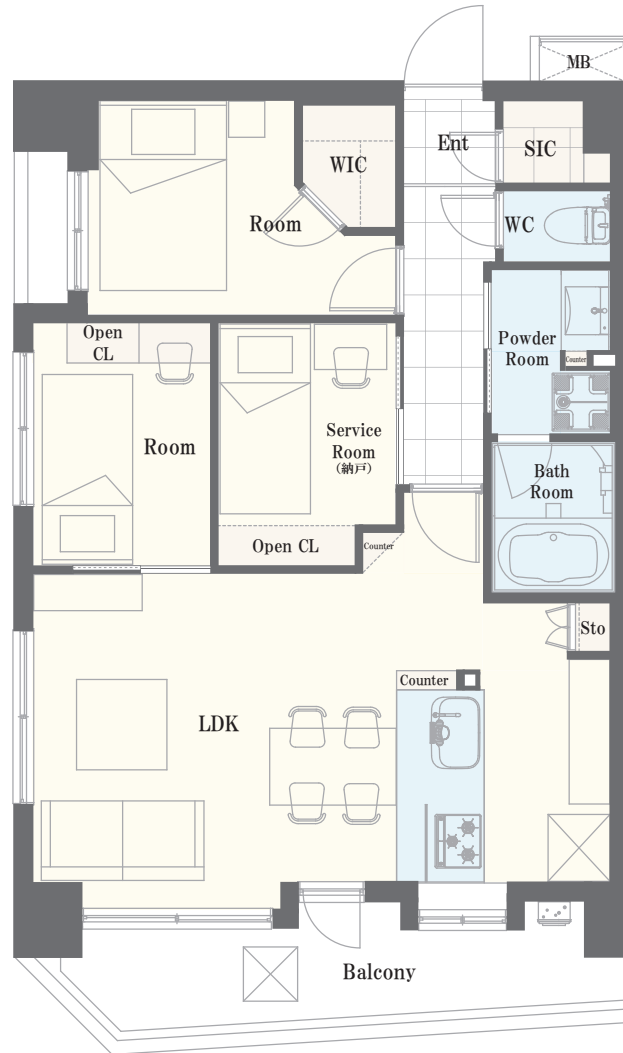 MB
Ent
SIC
WIC
WC
Room
Open
CL
Powder
Room
Counter
Room
Service
Room
(納戸)
Bath
Room
Open CL
Counter
Sto
Counter
LDK
Balcony